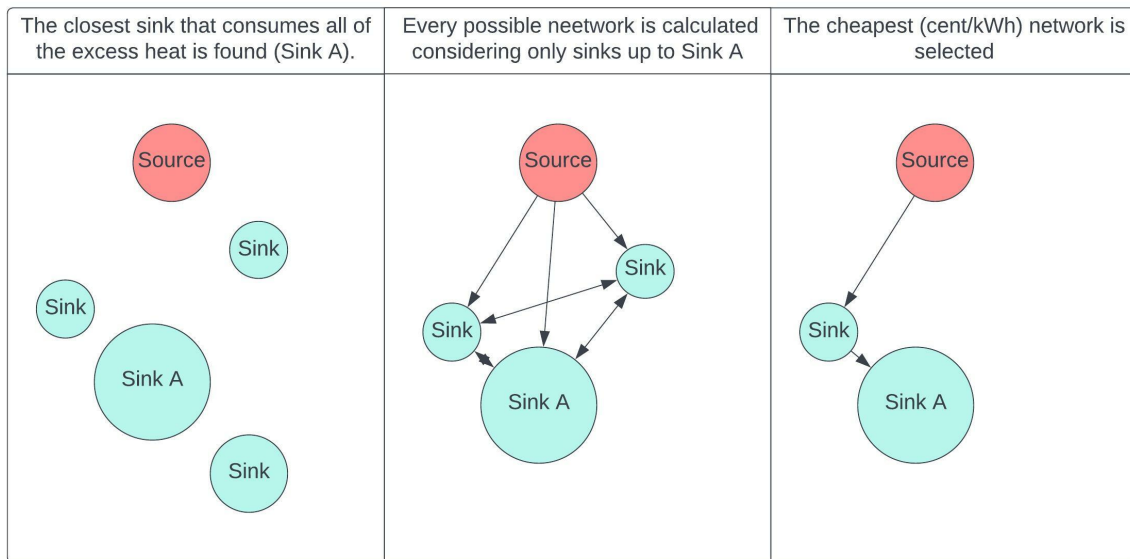 The closest sink that consumes all of
the excess heat is found (Sink A).
Every possible neetwork is calculated
considering only sinks up to Sink A
The cheapest (cent/kWh) network is
selected
Source
Sink
Sink
Sink A
Sink
Source
Sink
Sink
Sink A
Source
Sink
Sink A